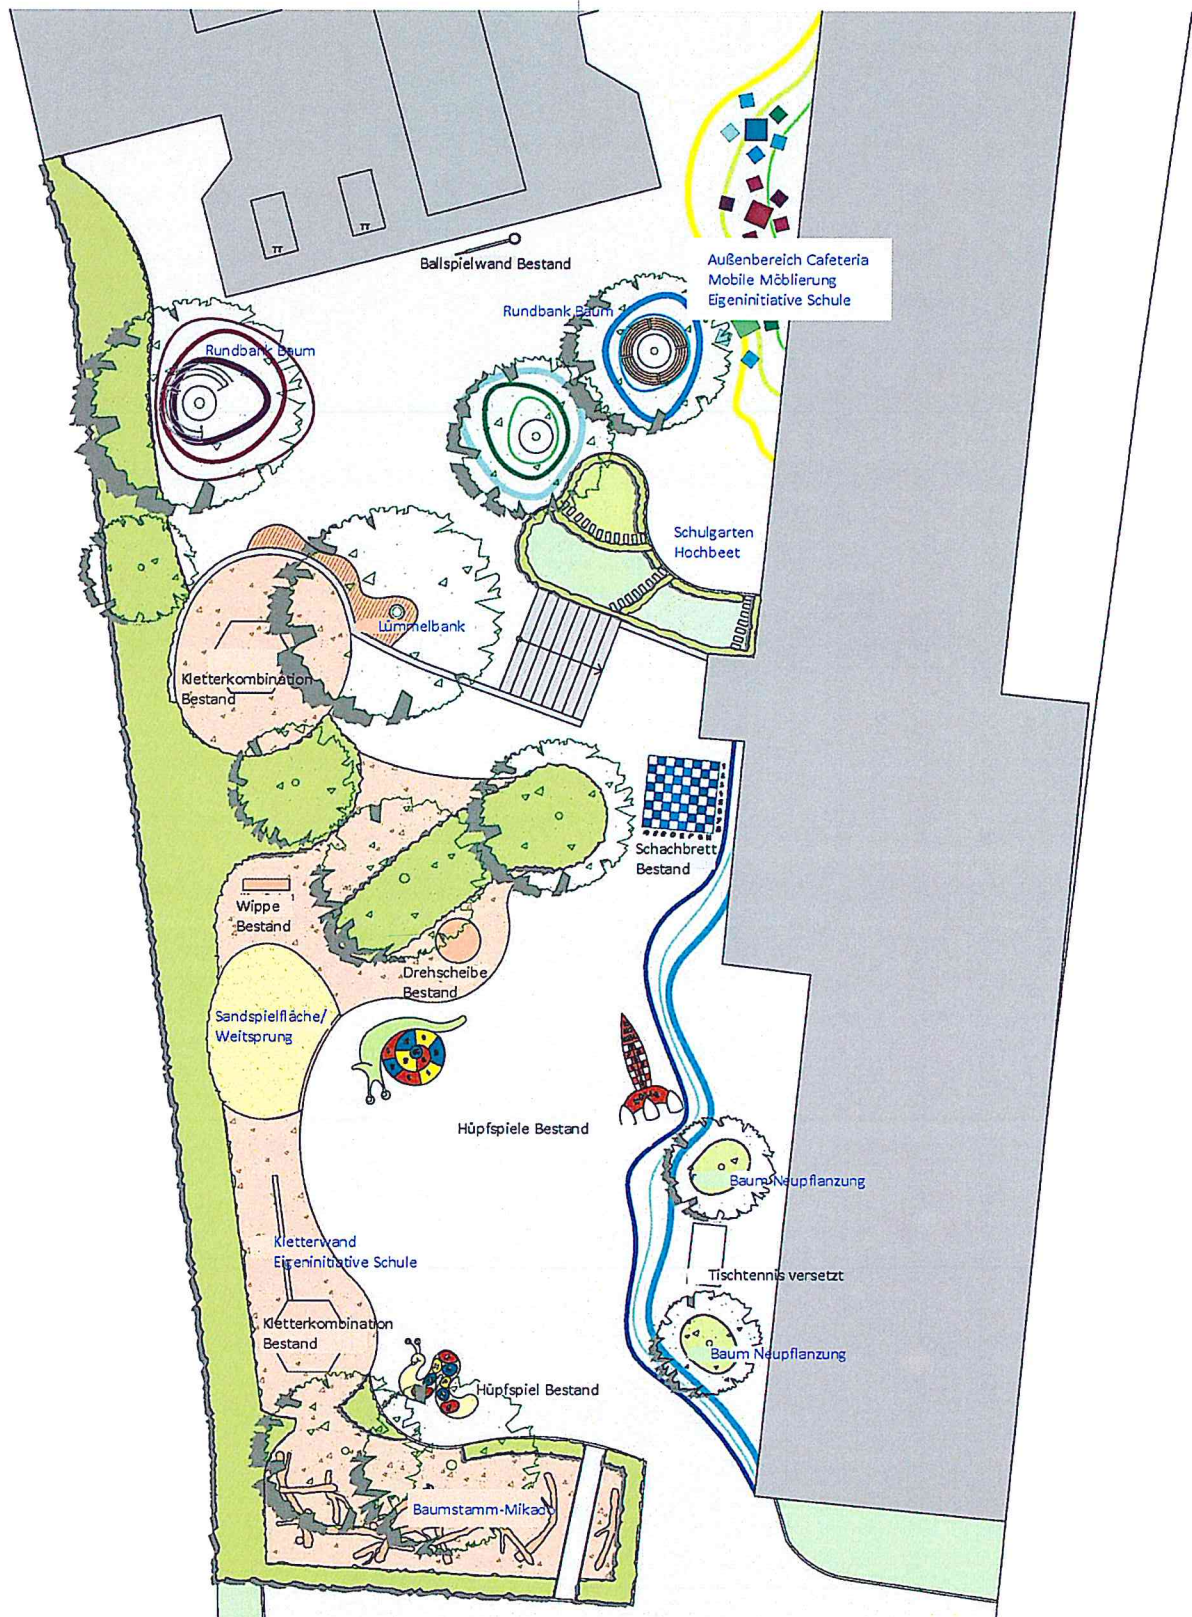 Ballspielwand Bestand
Außenbereich Cafeteria
Mobile Möblierung
Eigeninitiative Schule
Rundbank Baum
Rundbank Baum
Schulgarten
Hochbeet
Lümmelbank
Kletterkombination
Bestand
Schachbrett
Bestand
Wippe
Bestand
Drehscheibe
Bestand
Sandspielfläche/
Weitsprung
Hüpfspiele Bestand
Baum Neupflanzung
Kletterwand
Eigeninitiative Schule
Tischtennis versetzt
Kletterkombination
Bestand
Baum Neupflanzung
Hüpfspiel Bestand
Baumstamm-Mikado